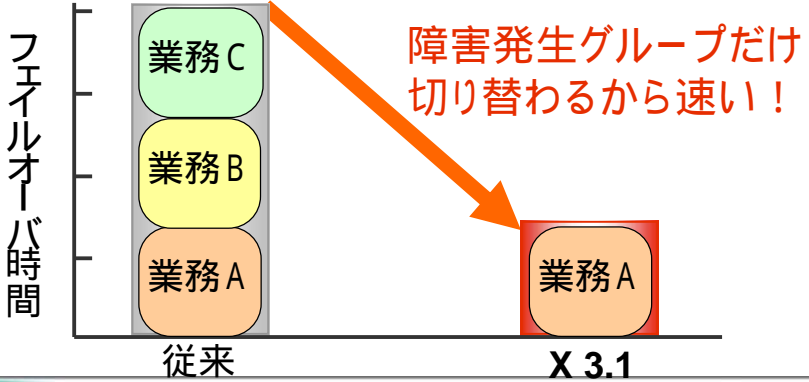 フェイルオーバ時間
業務C
業務B
業務A
従来
障害発生グループだけ
切り替わるから速い！
業務A
X 3.1